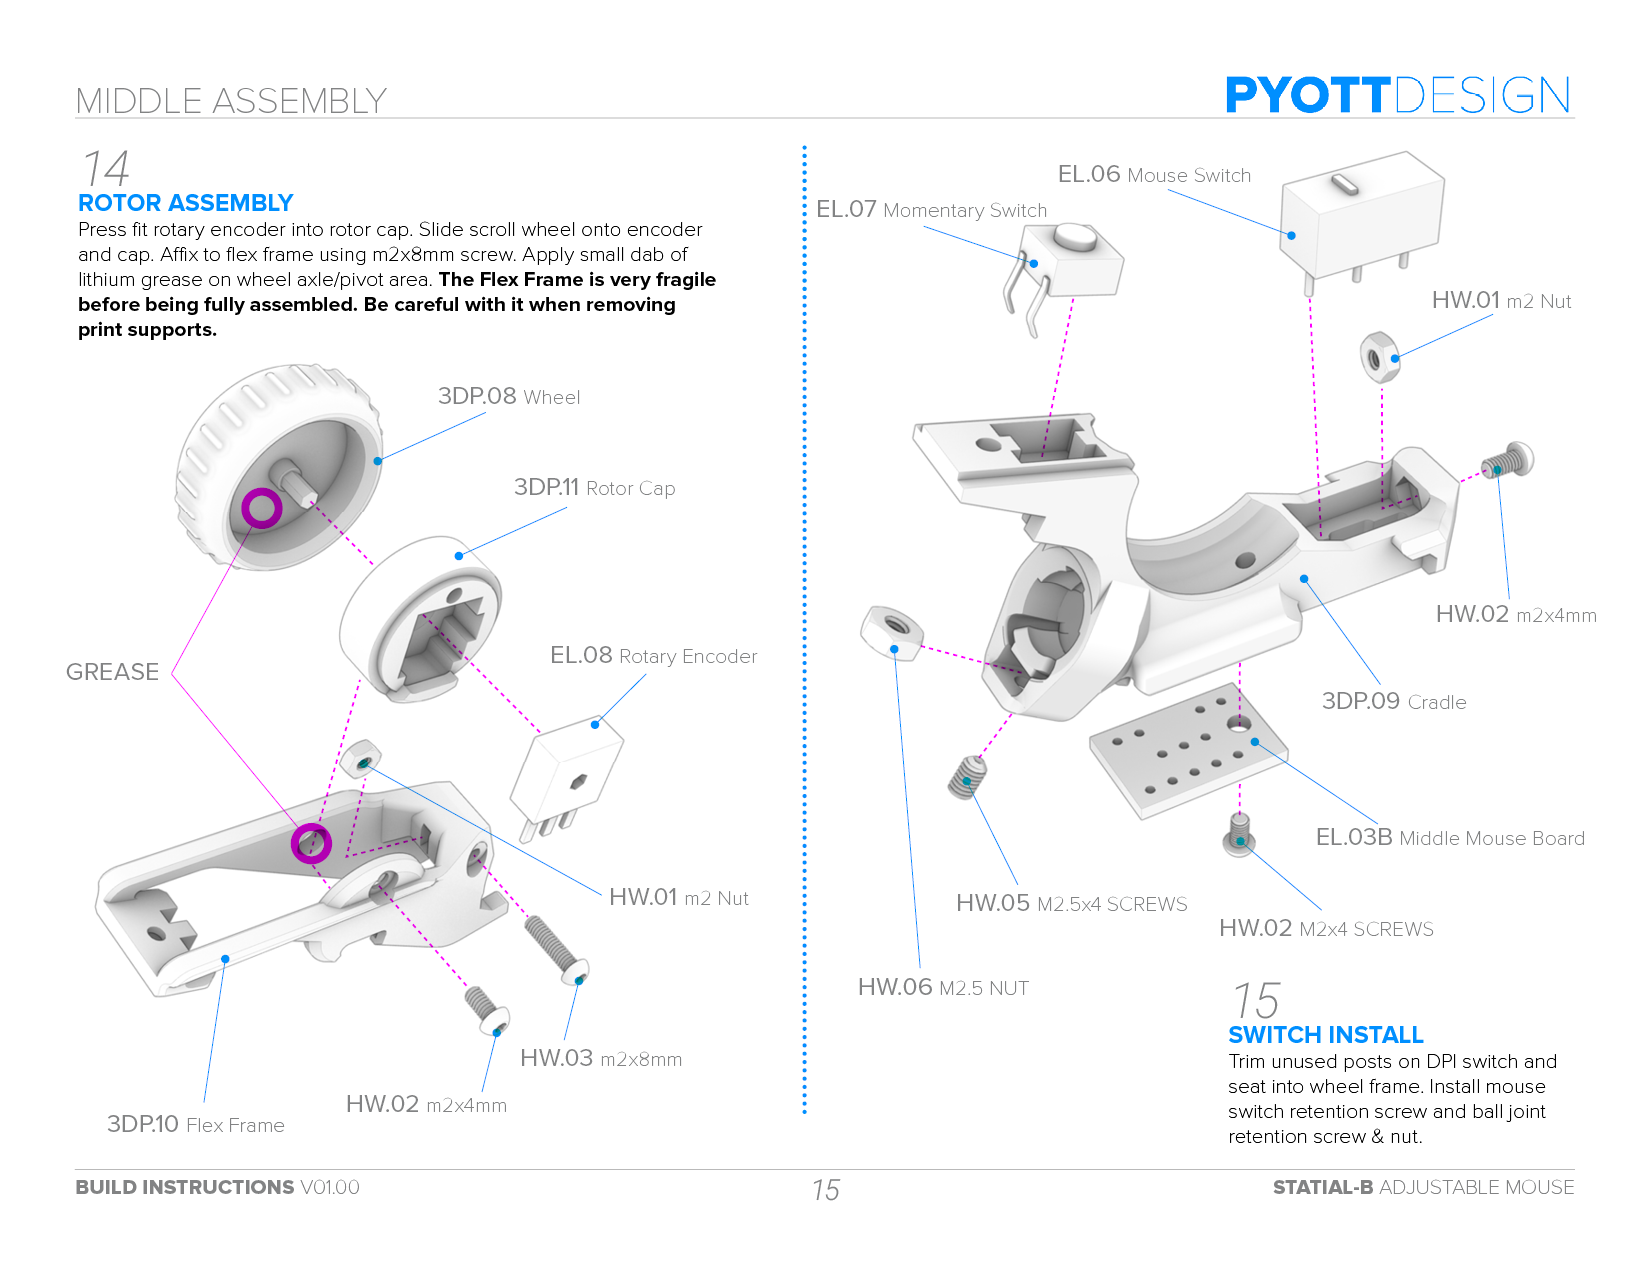 MIDDLE ASSEMBLY
PYOTTDESIGN
14
ROTOR ASSEMBLY
Press fit rotary encoder into rotor cap. Slide scroll wheel onto encoder
and cap. Affix to flex frame using m2x8mm screw. Apply small dab of
lithium grease on wheel axle/pivot area. The Flex Frame is very fragile
before being fully assembled. Be careful with it when removing
print supports.
3DP.08 Wheel
3DP.11 Rotor Cap
EL.08 Rotary Encoder
GREASE
HW.01 m2 Nut
HW.03 m2x8mm
HW.02 m2x4mm
3DP.10 Flex Frame
EL.06 Mouse Switch
EL.07 Momentary Switch
HW.01 m2 Nut
HW.02 m2x4mm
3DP.09 Cradle
EL.03B Middle Mouse Board
HW.05 M2.5x4 SCREWS
HW.02 M2x4 SCREWS
HW.06 M2.5 NUT
15
SWITCH INSTALL
Trim unused posts on DPI switch and
seat into wheel frame. Install mouse
switch retention screw and ball joint
retention screw & nut.
BUILD INSTRUCTIONS V01.00
15
STATIAL-B ADJUSTABLE MOUSE